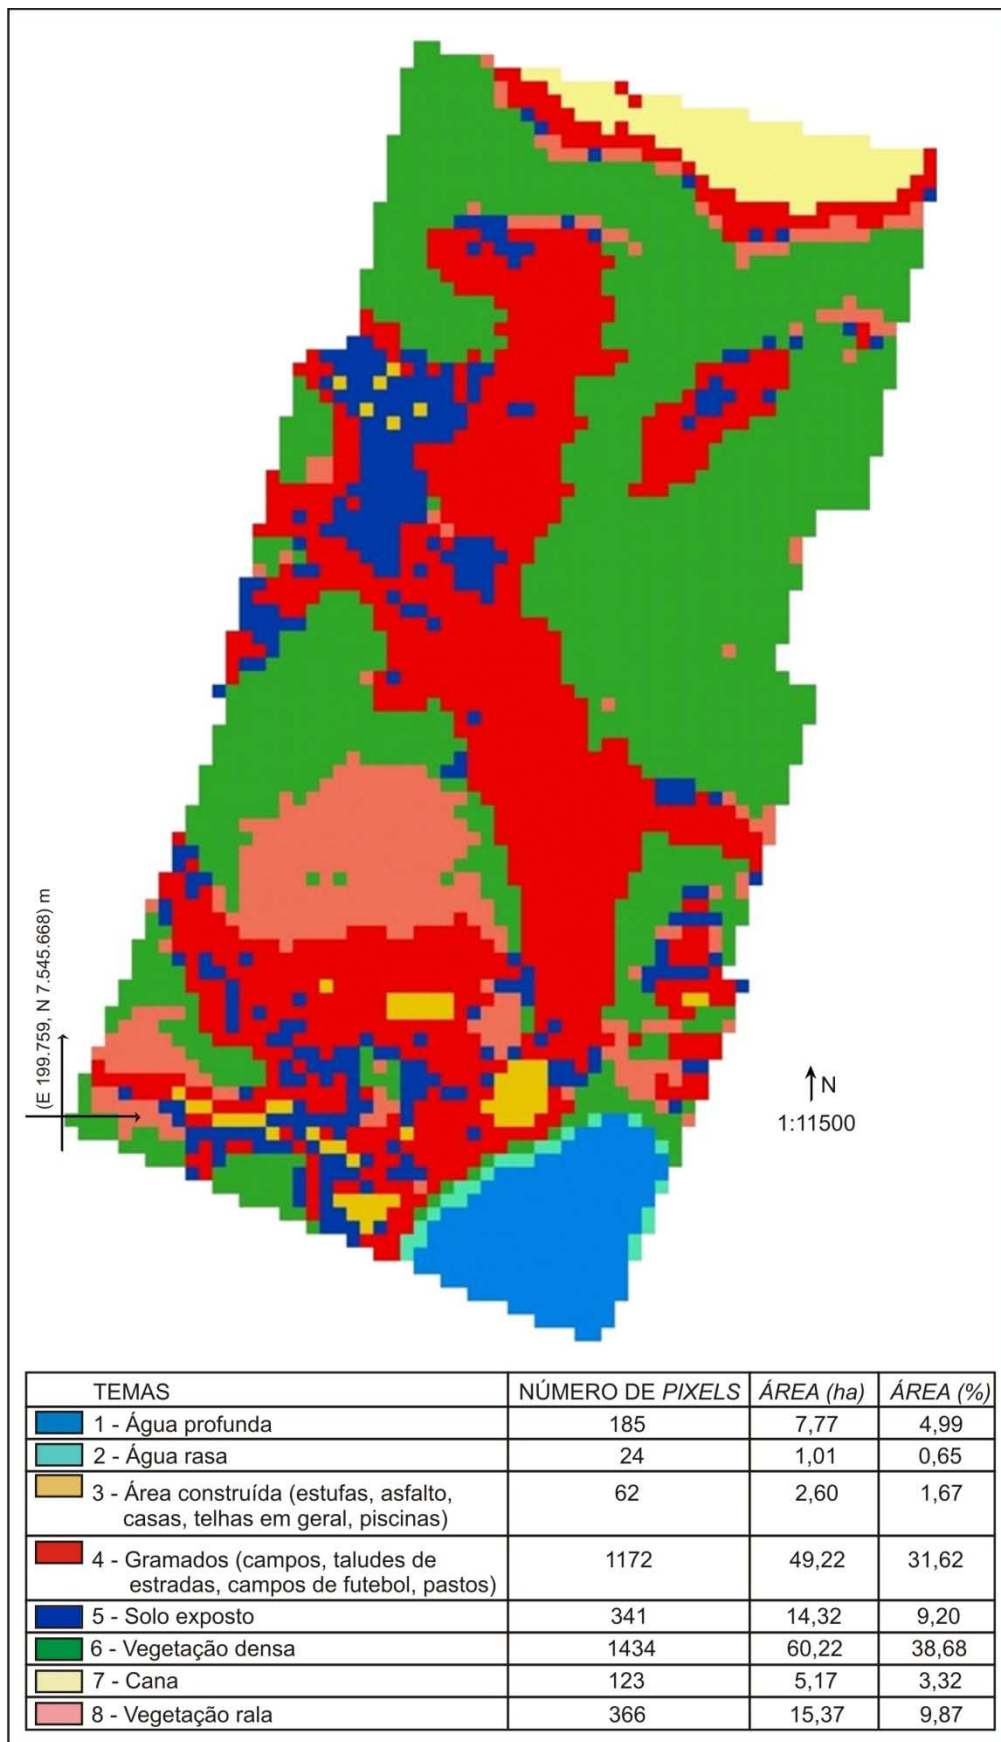 (E 199.759, N 7.545.668) m
N
1:11500
TEMAS NÚMERO DE PIXELS ÁREA (ha) ÁREA (%)
1 - Água profunda 185 7,77 4,99
2 - Água rasa 24 1,01 0,65
3 - Área construída (estufas, asfalto, 62 2,60 1,67
casas, telhas em geral, piscinas)
4 - Gramados (campos, taludes de 1172 49,22 31,62
estradas, campos de futebol, pastos)
5 - Solo exposto 341 14,32 9,20
6 - Vegetação densa 1434 60,22 38,68
7 - Cana 123 5,17 3,32
8 - Vegetação rala 366 15,37 9,87